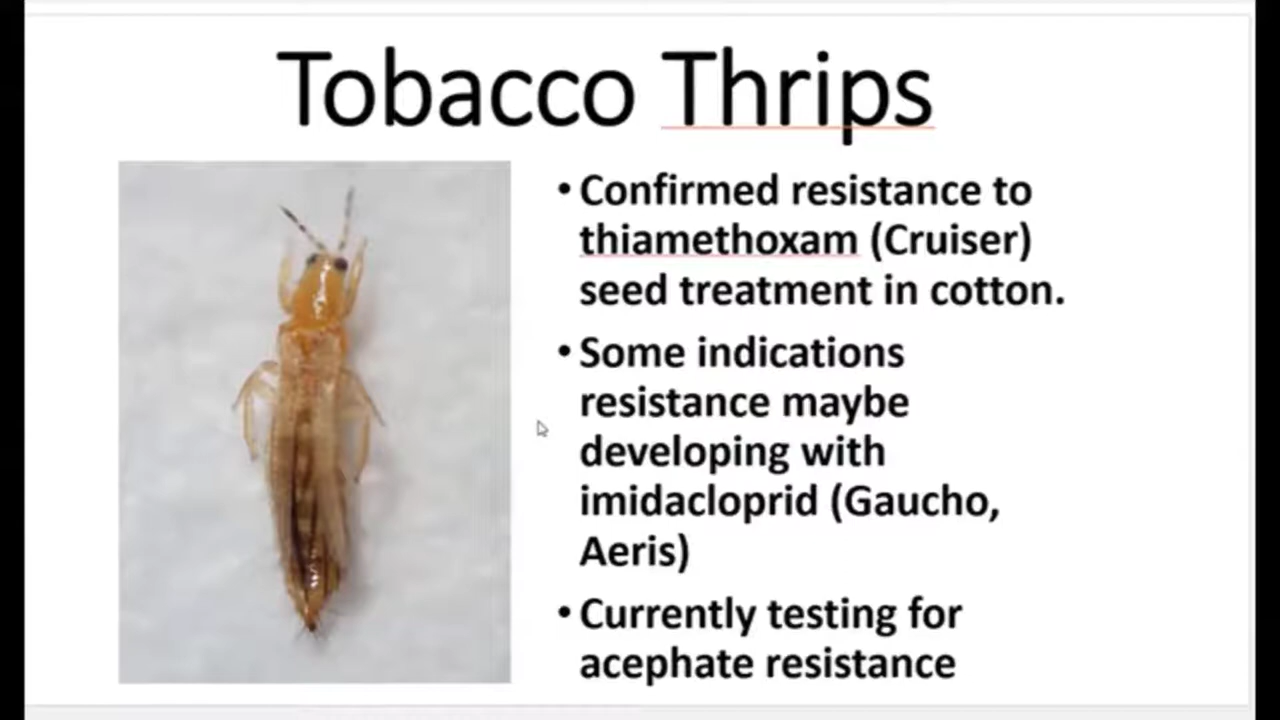 Tobacco Thrips
• Confirmed resistance to
thiamethoxam (Cruiser)
seed treatment in cotton.
• Some indications
resistance maybe
developing with
imidacloprid (Gaucho,
Aeris)
• Currently testing for
acephate resistance